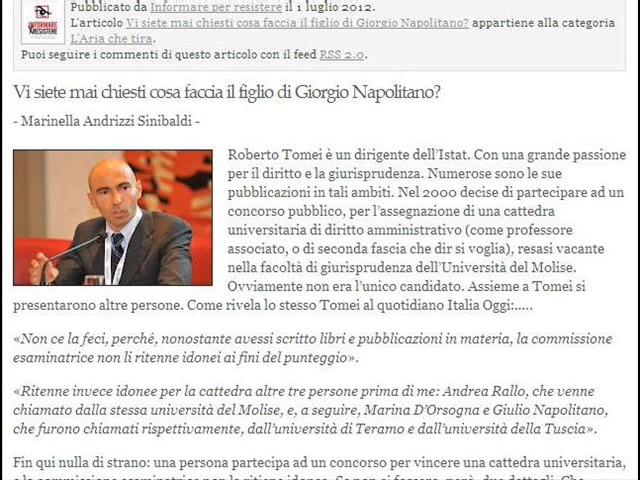 Pubblicato da Informare per resistere il 1 luglio 2012.
L'articolo Vi siete mai chiesti cosa faccia il figlio di Giorgio Napolitano? appartiene alla categoria
L'Aria che tira.
Puoi seguire i commenti di questo articolo con il feed RSS 2.0.
INFORMARE
RESISTERE
Vi siete mai chiesti cosa faccia il figlio di Giorgio Napolitano?
- Marinella Andrizzi Sinibaldi -
Roberto Tomei è un dirigente dell'Istat. Con una grande passione
per il diritto e la giurisprudenza. Numerose sono le sue
pubblicazioni in tali ambiti. Nel 2000 decise di partecipare ad un
concorso pubblico, per l'assegnazione di una cattedra
universitaria di diritto amministrativo (come professore
associato, o di seconda fascia che dir si voglia), resasi vacante
nella facoltà di giurisprudenza dell'Università del Molise.
Ovviamente non era l'unico candidato. Assieme a Tomei si
presentarono altre persone. Come rivela lo stesso Tomei al quotidiano Italia Oggi:.....
«Non ce la feci, perché, nonostante avessi scritto libri e pubblicazioni in materia, la commissione
esaminatrice non li ritenne idonei ai fini del punteggio».
«Ritenne invece idonee per la cattedra altre tre persone prima di me: Andrea Rallo, che venne
chiamato dalla stessa università del Molise, e, a seguire, Marina D'Orsogna e Giulio Napolitano,
che furono chiamati rispettivamente, dall'università di Teramo e dall'università della Tuscia».
Fin qui nulla di strano: una persona partecipa ad un concorso per vincere una cattedra universitaria,